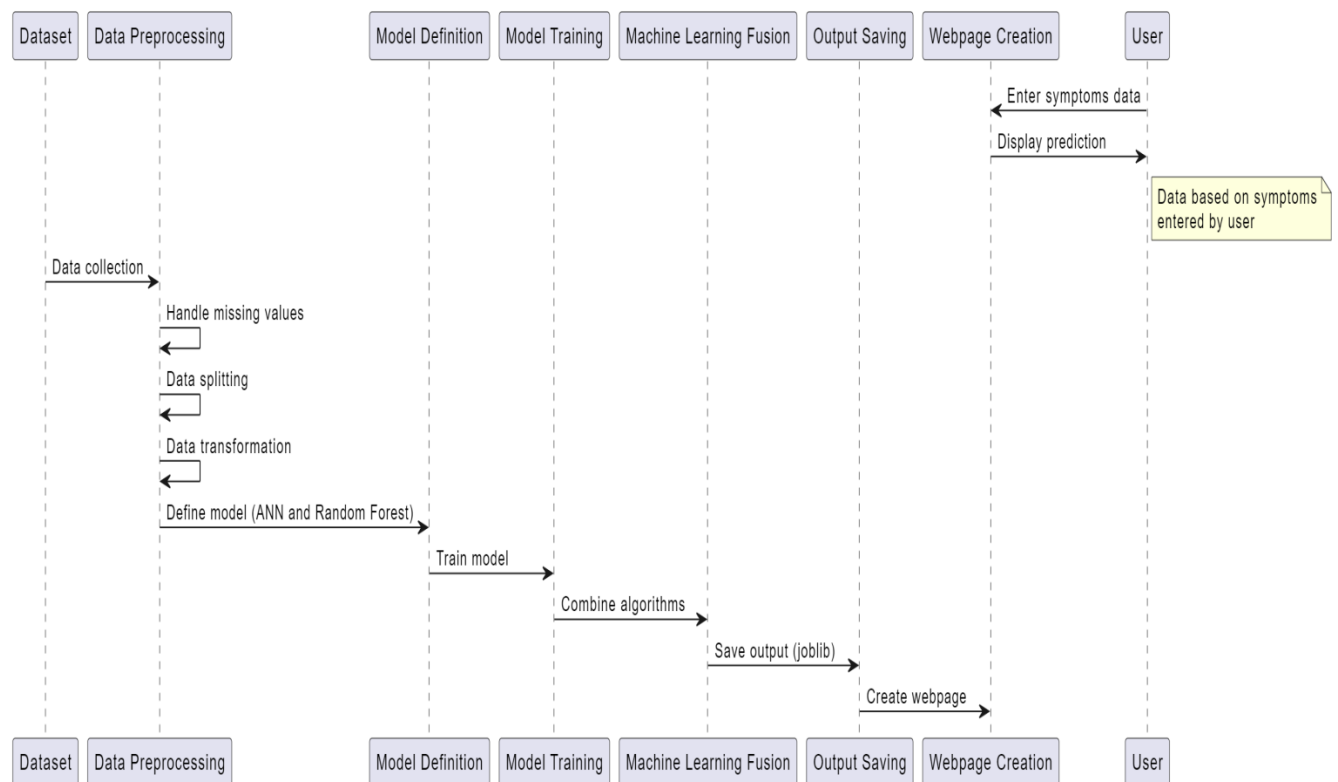 Dataset
Data Preprocessing
Model Definition
Model Training
Machine Learning Fusion
Output Saving
Webpage Creation
User
Enter symptoms data
Display prediction
Data based on symptoms
entered by user
Data collection
Handle missing values
Data splitting
Data transformation
Define model (ANN and Random Forest)
Train model
Combine algorithms
Save output (joblib)
Create webpage
Dataset
Data Preprocessing
Model Definition
Model Training
Machine Learning Fusion
Output Saving
Webpage Creation
User